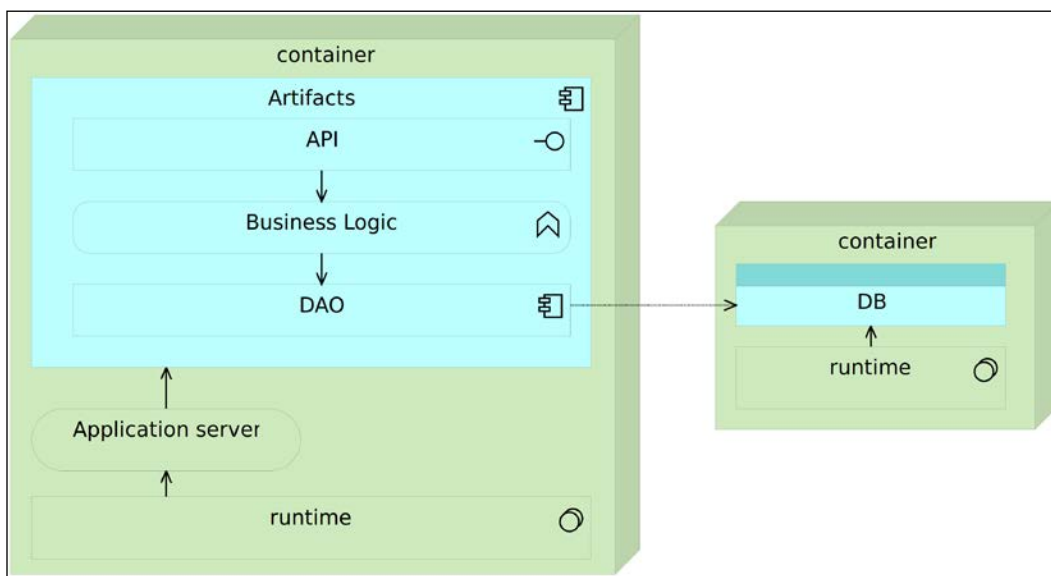 container
Artifacts
API
Business Logic
DAO
Application server
runtime
container
DB
runtime